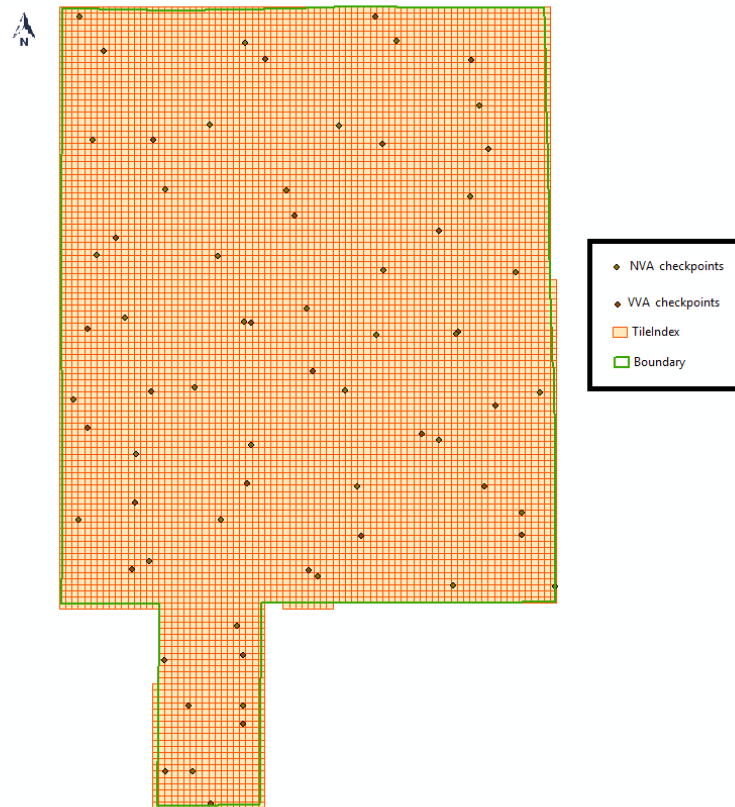 N
NVA checkpoints
VVA checkpoints
TileIndex
Boundary